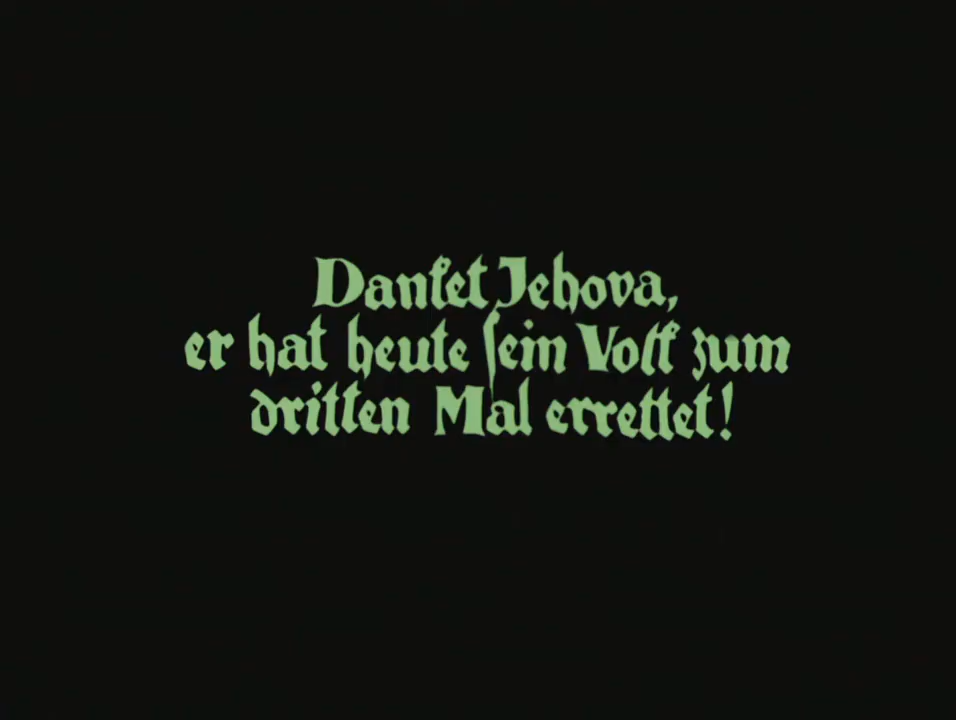 Danket Jehova,
er hat heute sein Volk zum
dritten Mal errettet!